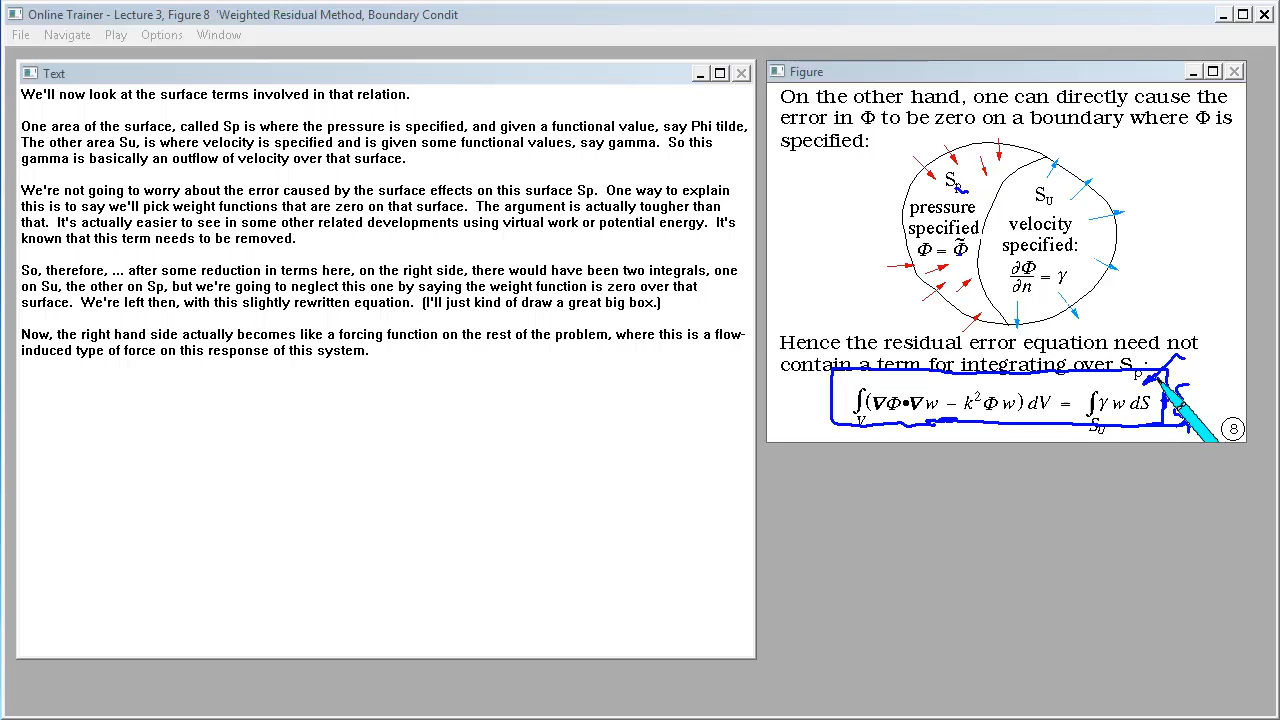 Online Trainer - Lecture 3, Figure 8  'Weighted Residual Method, Boundary Condit
File Navigate Play Options Window
Text
We'll now look at the surface terms involved in that relation.
One area of the surface, called Sp is where the pressure is specified, and given a functional value, say Phi tilde,
The other area Su, is where velocity is specified and is given some functional values, say gamma.  So this
gamma is basically an outflow of velocity over that surface.
We're not going to worry about the error caused by the surface effects on this surface Sp.  One way to explain
this is to say we'll pick weight functions that are zero on that surface.  The argument is actually tougher than
that.  It's actually easier to see in some other related developments using virtual work or potential energy.  It's
known that this term needs to be removed.
So, therefore, ... after some reduction in terms here, on the right side, there would have been two integrals, one
on Su, the other on Sp, but we're going to neglect this one by saying the weight function is zero over that
surface.  We're left then, with this slightly rewritten equation.  (I'll just kind of draw a great big box.)
Now, the right hand side actually becomes like a forcing function on the rest of the problem, where this is a flow-
induced type of force on this response of this system.
Figure
On the other hand, one can directly cause the
error in Φ to be zero on a boundary where Φ is
specified:
Sp
pressure
specified
Φ = Φ̃
SU
velocity
specified:
∂Φ/∂n = γ
Hence the residual error equation need not
contain a term for integrating over Sp:
∫V (∇Φ•∇w − k² Φ w) dV = ∫SU γ w dS
8